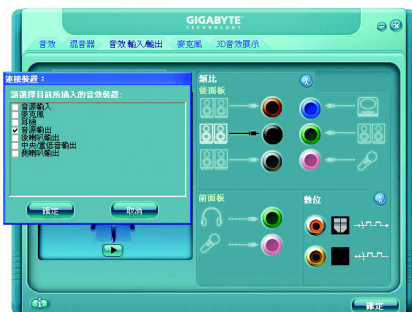 GIGABYTE
TECHNOLOGY
音效 混音器 音效 輸入/輸出 麥克風 3D音效展示
連接裝置：
請選擇目前所插入的音效裝置:
音源輸入
麥克風
耳機
音源輸出
後喇叭輸出
中央/重低音輸出
側喇叭輸出
確定 取消
類比
後面板
前面板
數位
確定